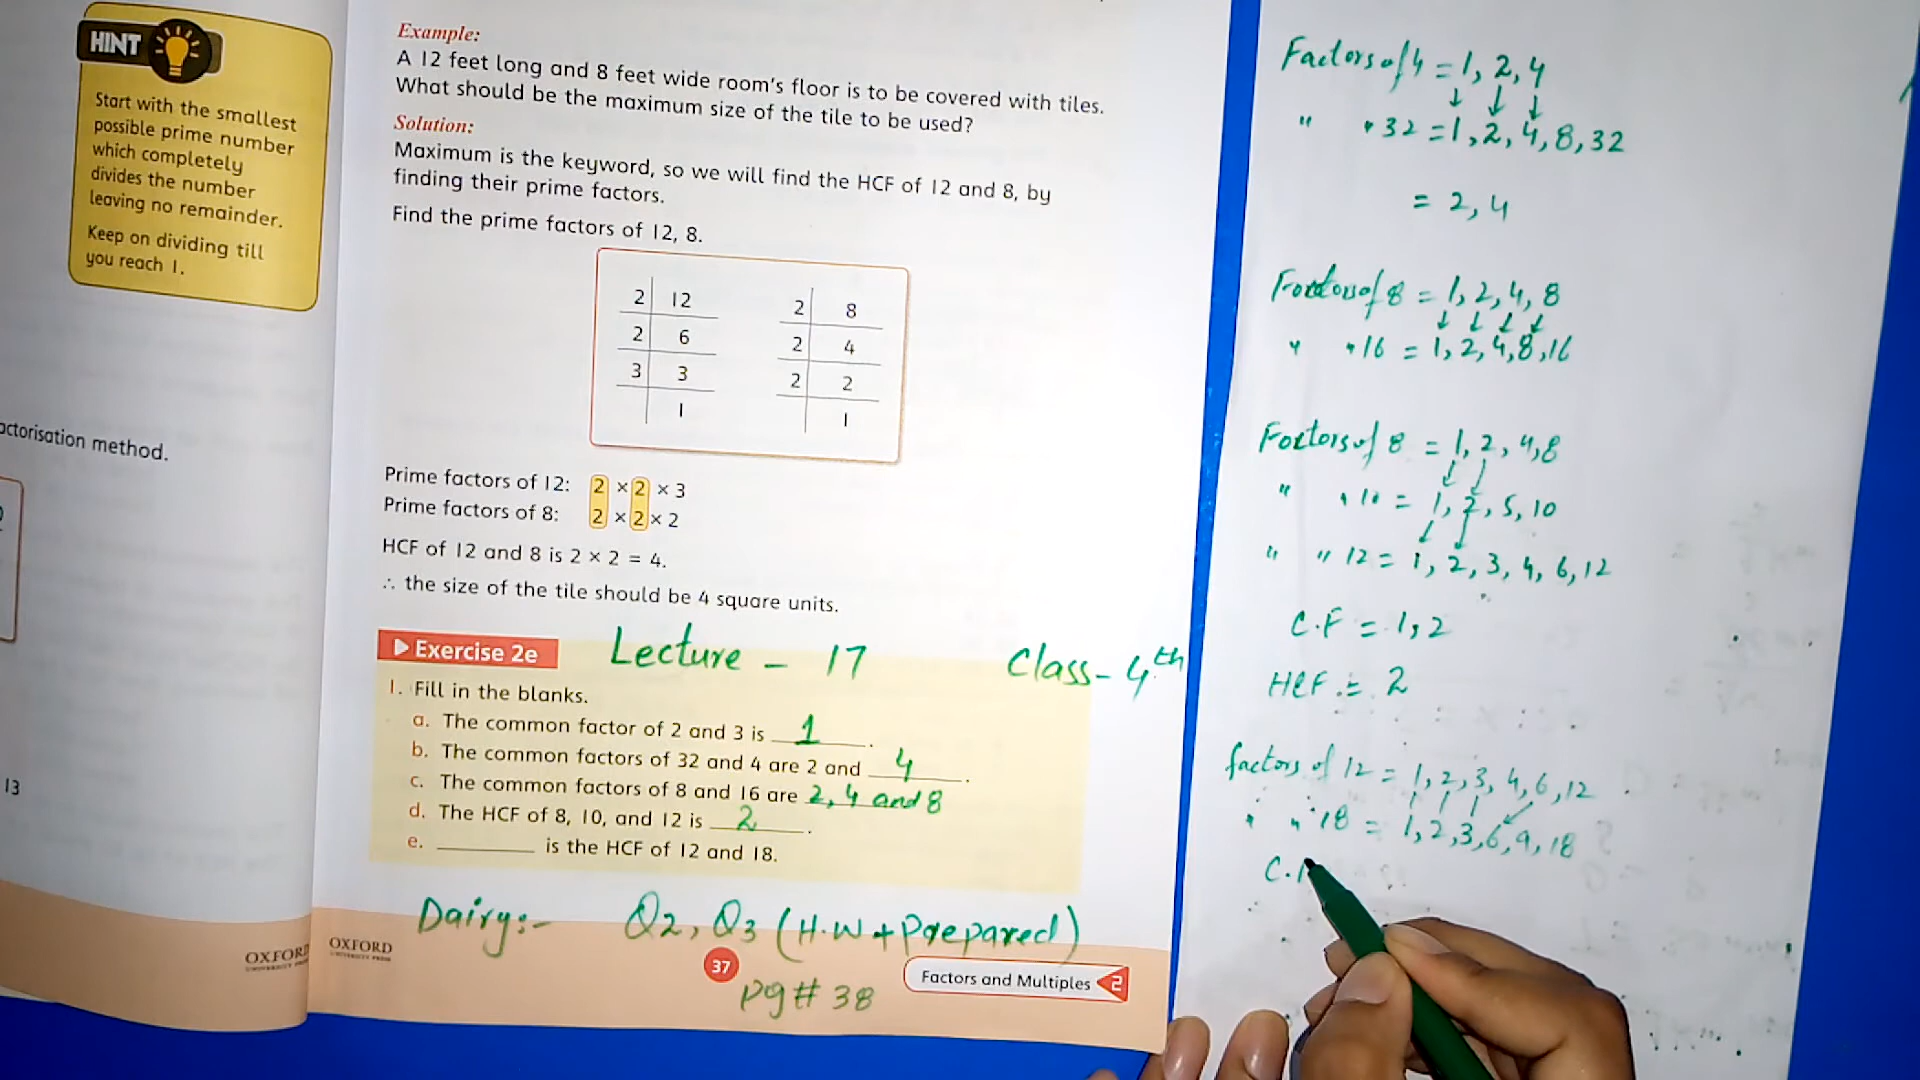 HINT
Start with the smallest
possible prime number
which completely
divides the number
leaving no remainder.
Keep on dividing till
you reach 1.
actorisation method.
13
OXFORD
Example:
A 12 feet long and 8 feet wide room's floor is to be covered with tiles.
What should be the maximum size of the tile to be used?
Solution:
Maximum is the keyword, so we will find the HCF of 12 and 8, by
finding their prime factors.
Find the prime factors of 12, 8.
2 12
2 6
3 3
1
2 8
2 4
2 2
1
Prime factors of 12: 2 × 2 × 3
Prime factors of 8: 2 × 2 × 2
HCF of 12 and 8 is 2 × 2 = 4.
∴ the size of the tile should be 4 square units.
Exercise 2e Lecture - 17 Class - 4th
1. Fill in the blanks.
a. The common factor of 2 and 3 is 1.
b. The common factors of 32 and 4 are 2 and 4.
c. The common factors of 8 and 16 are 2, 4 and 8
d. The HCF of 8, 10, and 12 is 2.
e. ________ is the HCF of 12 and 18.
Dairy:- Q2, Q3 (H.W + Prepared)
pg# 38
OXFORD
UNIVERSITY PRESS
37
Factors and Multiples 2
Factors of 4 = 1, 2, 4
" " 32 = 1, 2, 4, 8, 32
= 2, 4
Factors of 8 = 1, 2, 4, 8
" " 16 = 1, 2, 4, 8, 16
Factors of 8 = 1, 2, 4, 8
" " 10 = 1, 2, 5, 10
" " 12 = 1, 2, 3, 4, 6, 12
C.F = 1, 2
HCF = 2
factors of 12 = 1, 2, 3, 4, 6, 12
" " 18 = 1, 2, 3, 6, 9, 18
C.